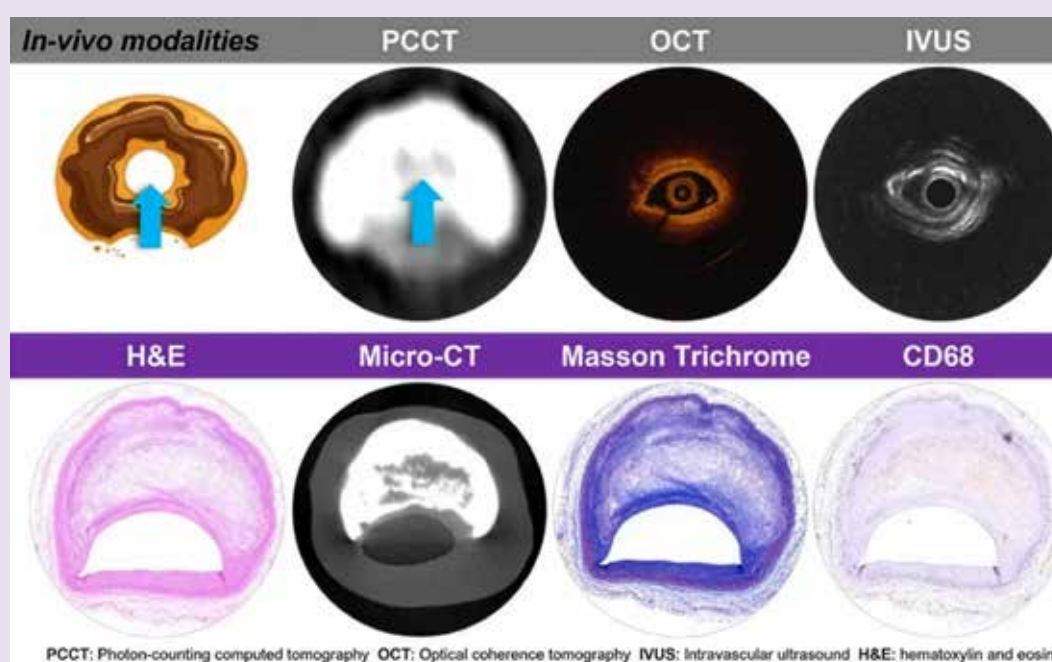 In-vivo modalities PCCT OCT IVUS
H&E Micro-CT Masson Trichrome CD68
PCCT: Photon-counting computed tomography OCT: Optical coherence tomography IVUS: Intravascular ultrasound H&E: hematoxylin and eosin